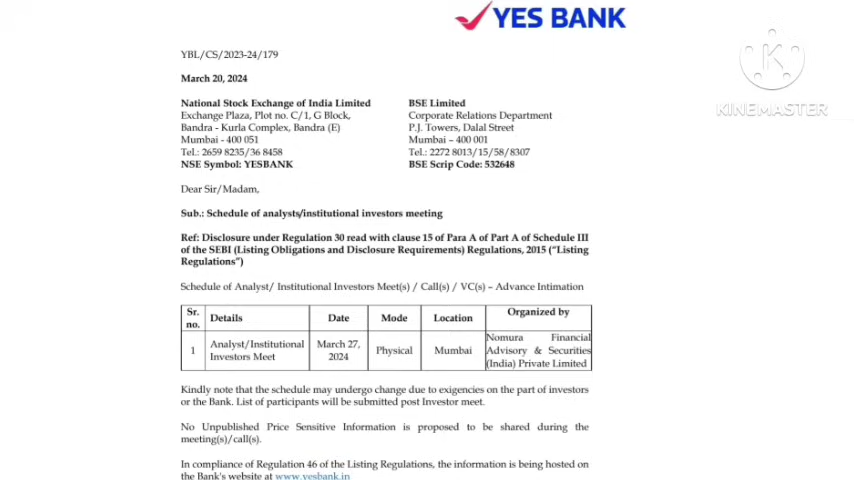 YES BANK
YBL/CS/2023-24/179
March 20, 2024
National Stock Exchange of India Limited
Exchange Plaza, Plot no. C/1, G Block,
Bandra - Kurla Complex, Bandra (E)
Mumbai - 400 051
Tel.: 2659 8235/36 8458
NSE Symbol: YESBANK
BSE Limited
Corporate Relations Department
P.J. Towers, Dalal Street
Mumbai – 400 001
Tel.: 2272 8013/15/58/8307
BSE Scrip Code: 532648
K
KINEMASTER
Dear Sir/Madam,
Sub.: Schedule of analysts/institutional investors meeting
Ref: Disclosure under Regulation 30 read with clause 15 of Para A of Part A of Schedule III
of the SEBI (Listing Obligations and Disclosure Requirements) Regulations, 2015 (“Listing
Regulations”)
Schedule of Analyst/ Institutional Investors Meet(s) / Call(s) / VC(s) – Advance Intimation
Sr. no. Details Date Mode Location Organized by
1 Analyst/Institutional Investors Meet March 27, 2024 Physical Mumbai Nomura Financial Advisory & Securities (India) Private Limited
Kindly note that the schedule may undergo change due to exigencies on the part of investors
or the Bank. List of participants will be submitted post Investor meet.
No Unpublished Price Sensitive Information is proposed to be shared during the
meeting(s)/call(s).
In compliance of Regulation 46 of the Listing Regulations, the information is being hosted on
the Bank's website at www.yesbank.in